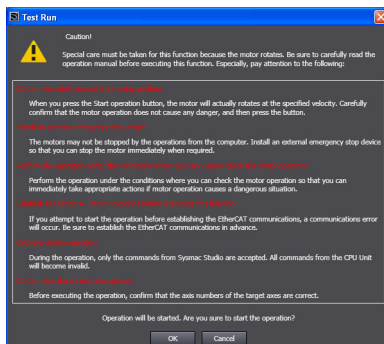 Test Run
Caution!
Special care must be taken for this function because the motor rotates. Be sure to carefully read the
operation manual before executing this function. Especially, pay attention to the following:
When you press the Start operation button, the motor will actually rotates at the specified velocity. Carefully
confirm that the motor operation does not cause any danger, and then press the button.
The motors may not be stopped by the operations from the computer. Install an external emergency stop device
so that you can stop the motor immediately when required.
Perform the operation under the conditions where you can check the motor operation so that you can
immediately take appropriate actions if motor operation causes a dangerous situation.
If you attempt to start the operation before establishing the EtherCAT communications, a communications error
will occur. Be sure to establish the EtherCAT communications in advance.
During the operation, only the commands from Sysmac Studio are accepted. All commands from the CPU Unit
will become invalid.
Before executing the operation, confirm that the axis numbers of the target axes are correct.
Operation will be started. Are you sure to start the operation?
OK Cancel